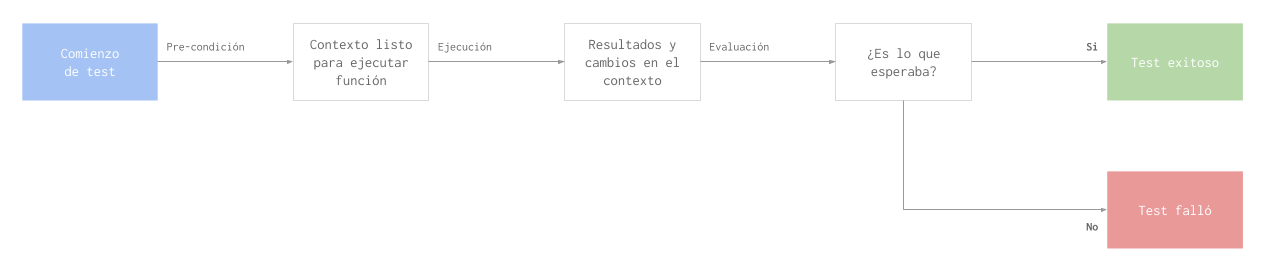 Comienzo
de test
Pre-condición
Contexto listo
para ejecutar
función
Ejecución
Resultados y
cambios en el
contexto
Evaluación
¿Es lo que
esperaba?
Si
Test exitoso
No
Test falló